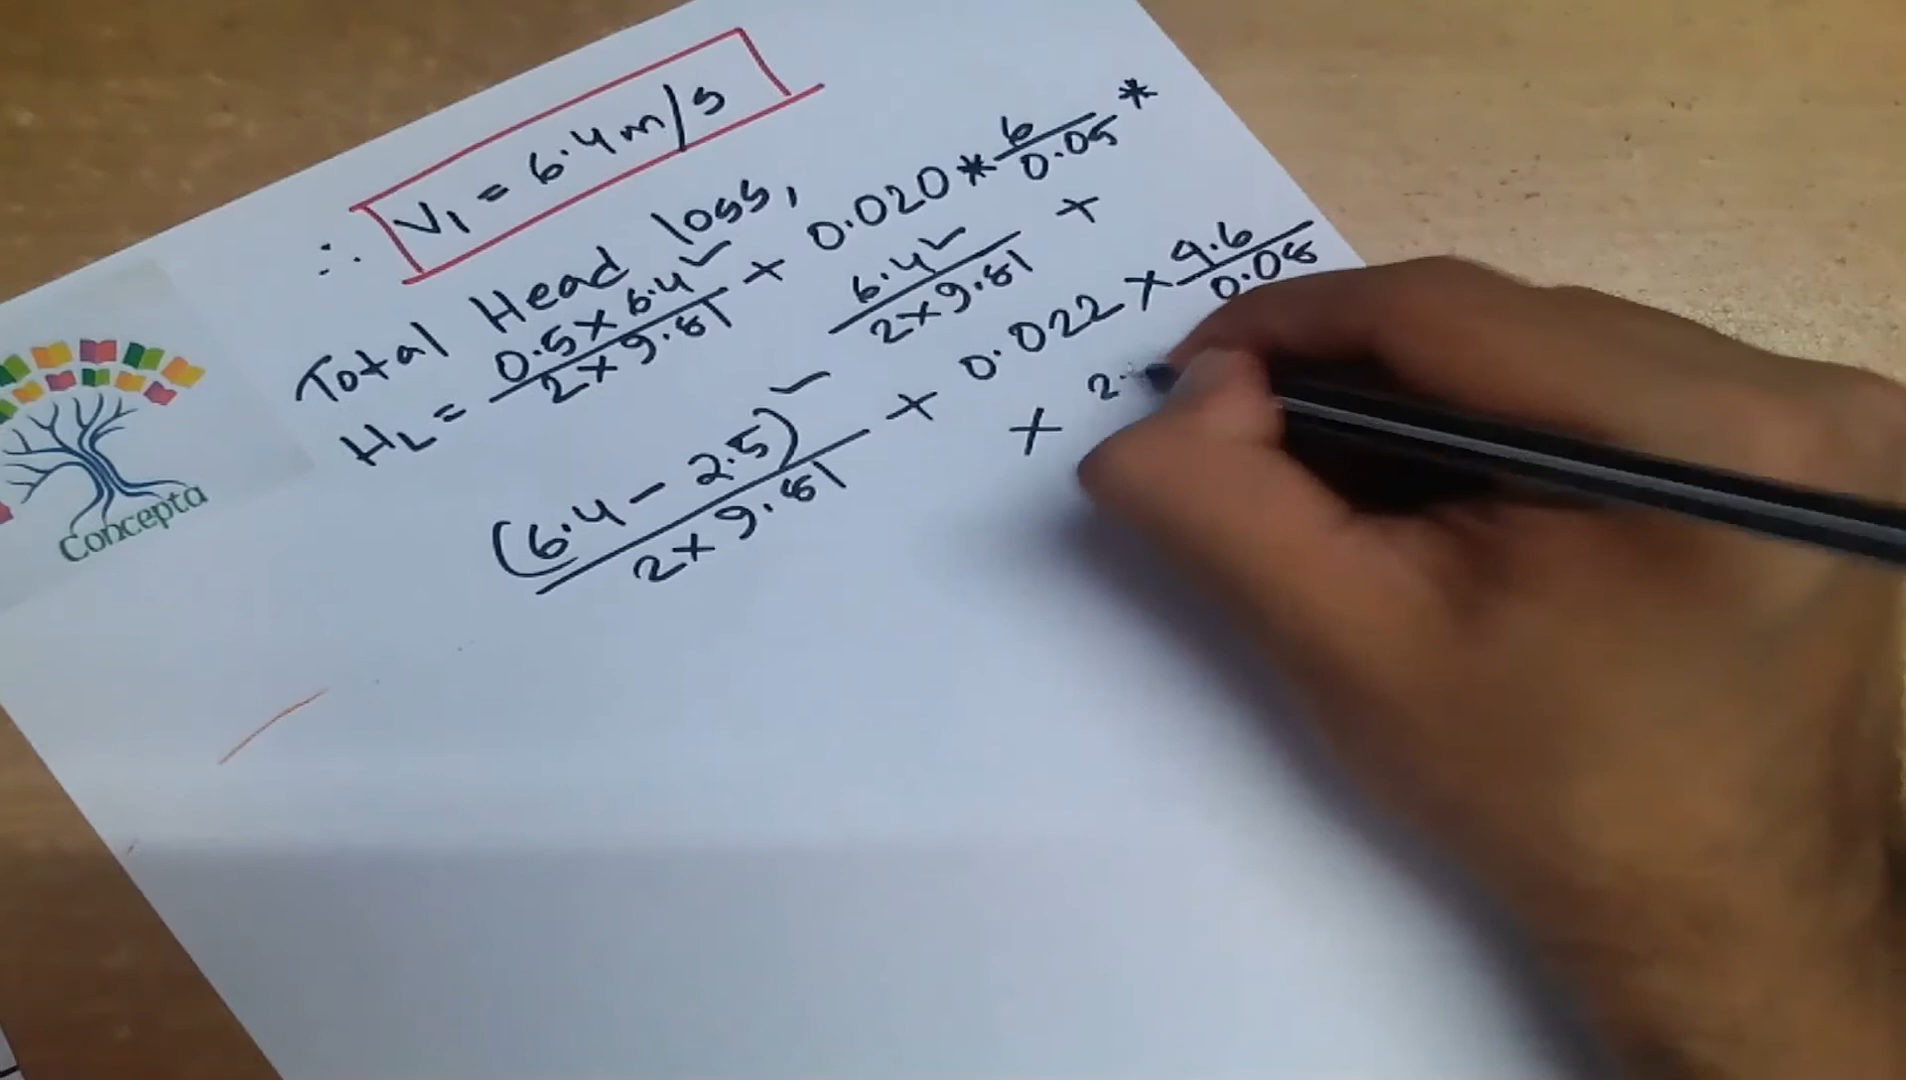 ∴ V₁ = 6.4 m/s
Total Head loss,
H_L = (0.5 × 6.4²)/(2 × 9.81) + 0.020 * 6/0.05 *
6.4²/(2 × 9.81) +
(6.4 - 2.5)²/(2 × 9.81) + 0.022 × 9.6/0.08
× 2.
Concepta